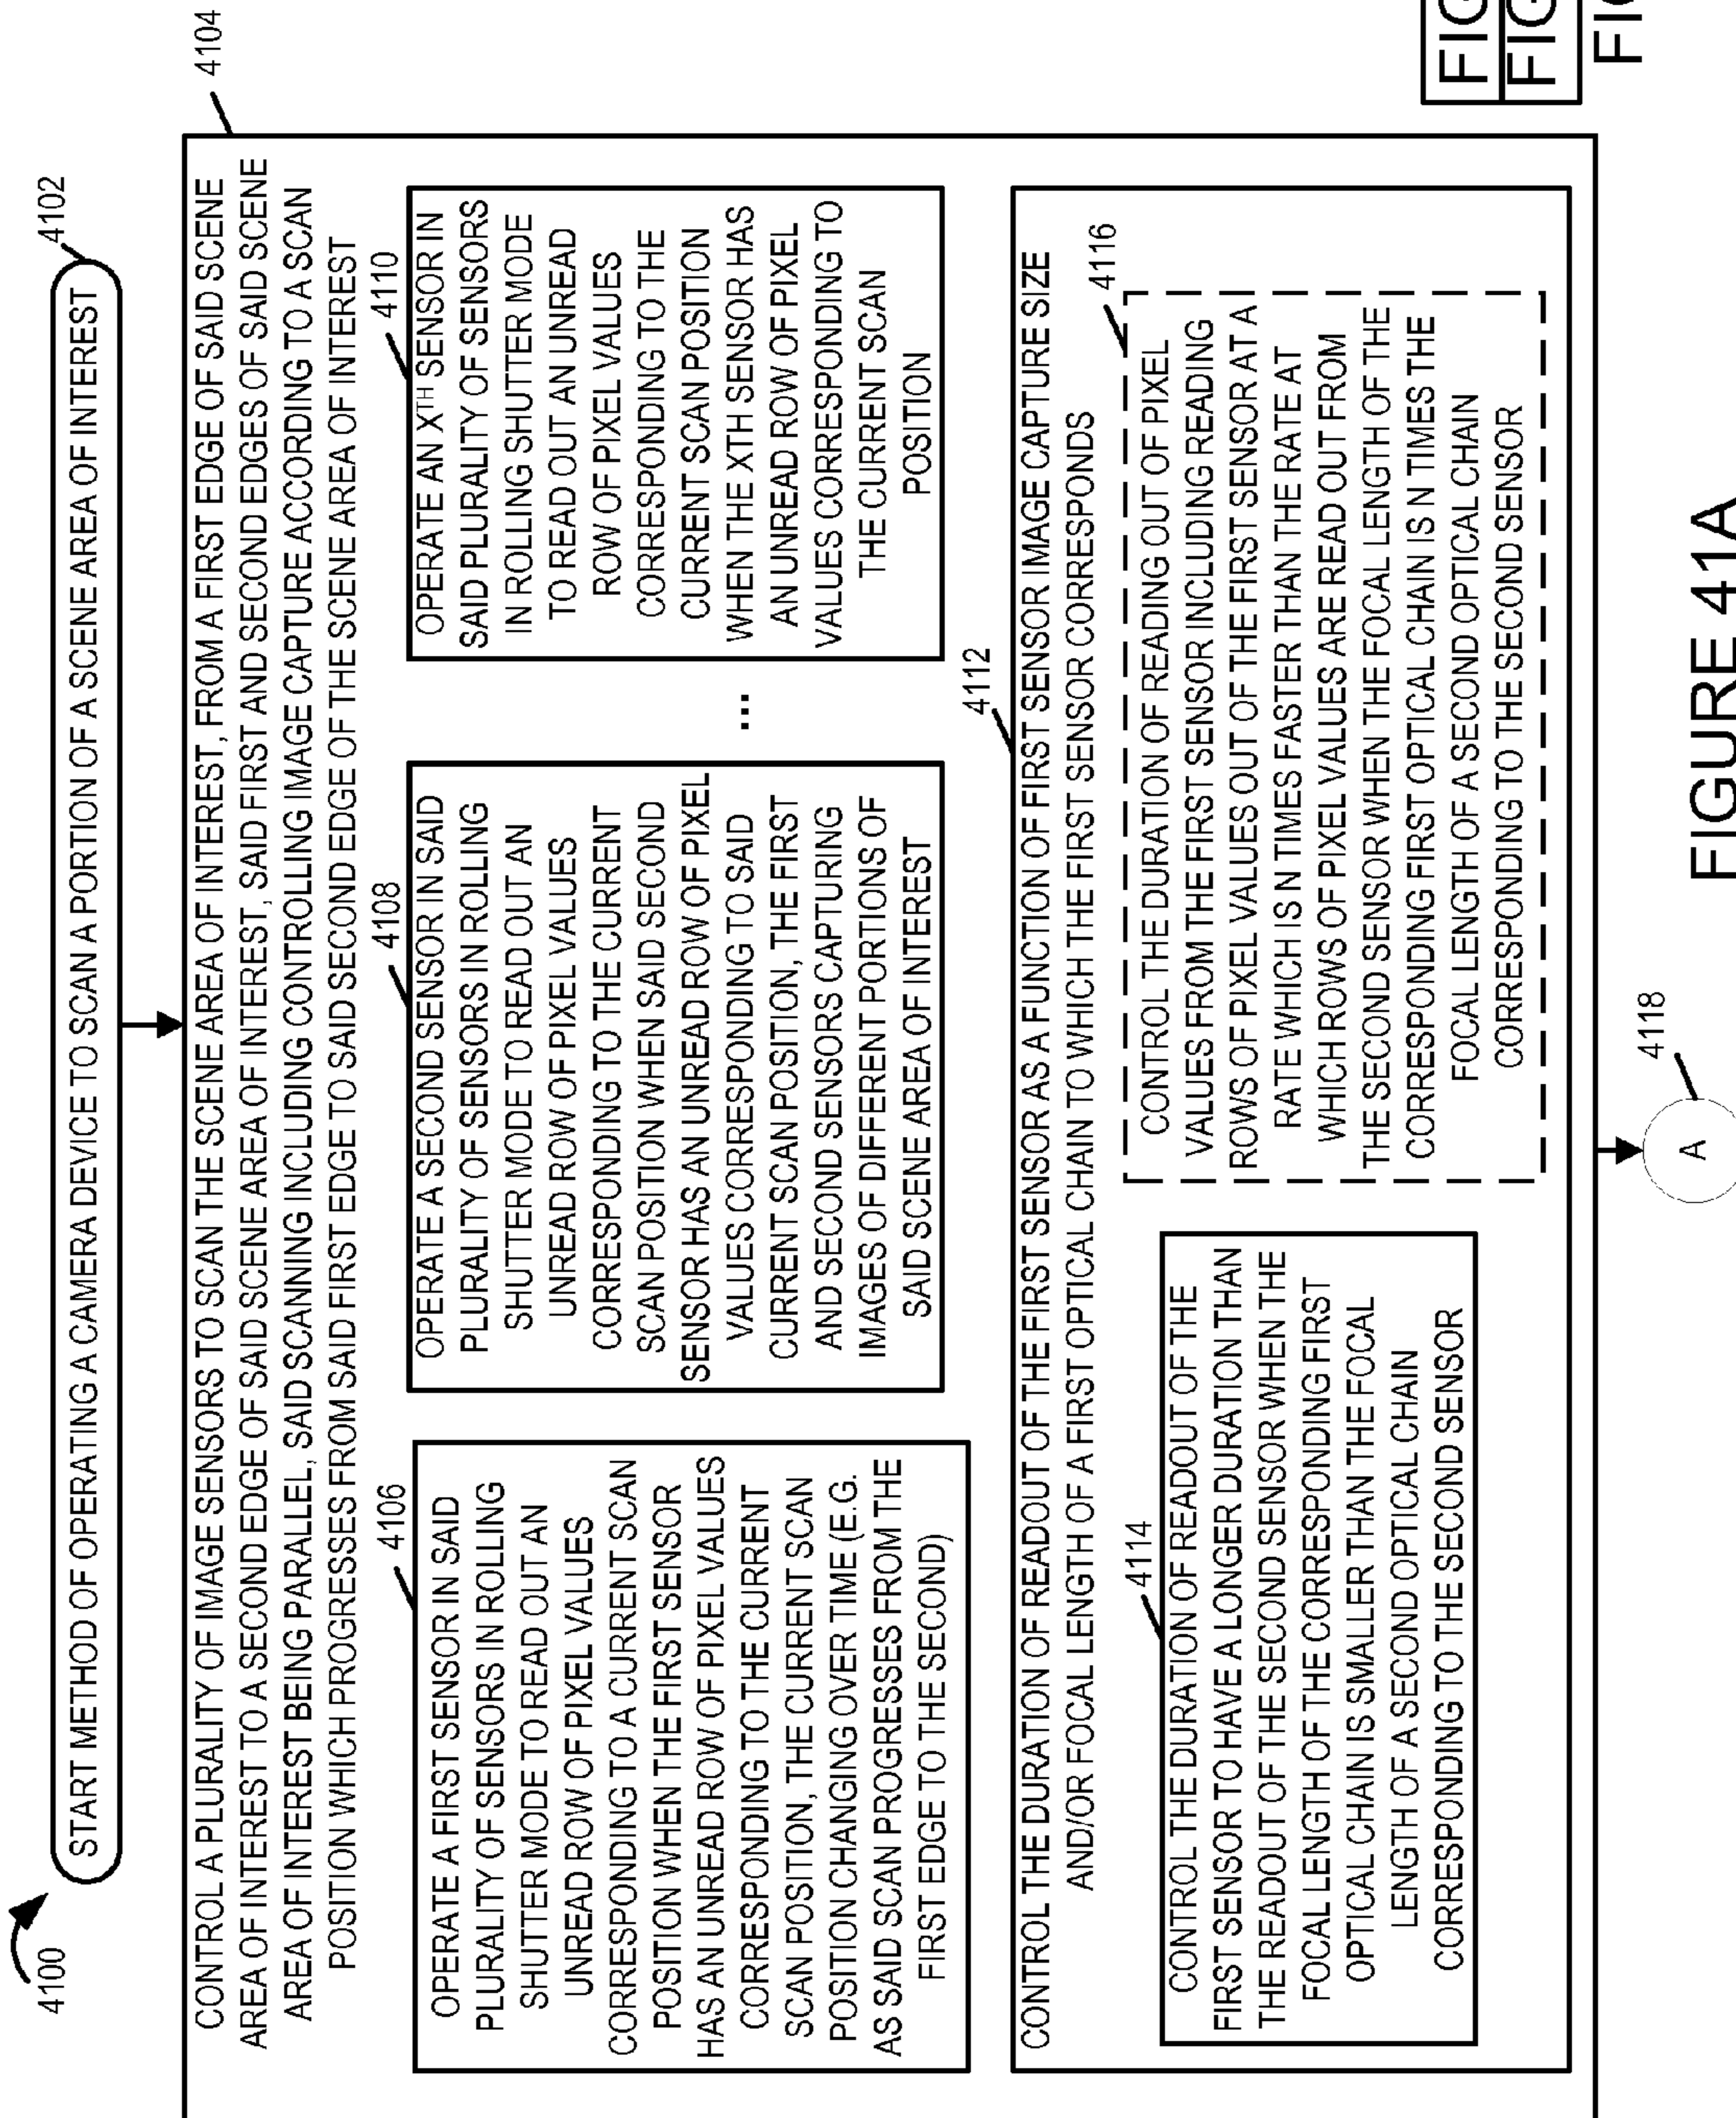 4100
4102
START METHOD OF OPERATING A CAMERA DEVICE TO SCAN A PORTION OF A SCENE AREA OF INTEREST
4104
CONTROL A PLURALITY OF IMAGE SENSORS TO SCAN THE SCENE AREA OF INTEREST, FROM A FIRST EDGE OF SAID SCENE
AREA OF INTEREST TO A SECOND EDGE OF SAID SCENE AREA OF INTEREST, SAID FIRST AND SECOND EDGES OF SAID SCENE
AREA OF INTEREST BEING PARALLEL, SAID SCANNING INCLUDING CONTROLLING IMAGE CAPTURE ACCORDING TO A SCAN
POSITION WHICH PROGRESSES FROM SAID FIRST EDGE TO SAID SECOND EDGE OF THE SCENE AREA OF INTEREST
4106
OPERATE A FIRST SENSOR IN SAID
PLURALITY OF SENSORS IN ROLLING
SHUTTER MODE TO READ OUT AN
UNREAD ROW OF PIXEL VALUES
CORRESPONDING TO A CURRENT SCAN
POSITION WHEN THE FIRST SENSOR
HAS AN UNREAD ROW OF PIXEL VALUES
CORRESPONDING TO THE CURRENT
SCAN POSITION, THE CURRENT SCAN
POSITION CHANGING OVER TIME (E.G.
AS SAID SCAN PROGRESSES FROM THE
FIRST EDGE TO THE SECOND)
4108
OPERATE A SECOND SENSOR IN SAID
PLURALITY OF SENSORS IN ROLLING
SHUTTER MODE TO READ OUT AN
UNREAD ROW OF PIXEL VALUES
CORRESPONDING TO THE CURRENT
SCAN POSITION WHEN SAID SECOND
SENSOR HAS AN UNREAD ROW OF PIXEL
VALUES CORRESPONDING TO SAID
CURRENT SCAN POSITION, THE FIRST
AND SECOND SENSORS CAPTURING
IMAGES OF DIFFERENT PORTIONS OF
SAID SCENE AREA OF INTEREST
...
4110
OPERATE AN XTH SENSOR IN
SAID PLURALITY OF SENSORS
IN ROLLING SHUTTER MODE
TO READ OUT AN UNREAD
ROW OF PIXEL VALUES
CORRESPONDING TO THE
CURRENT SCAN POSITION
WHEN THE XTH SENSOR HAS
AN UNREAD ROW OF PIXEL
VALUES CORRESPONDING TO
THE CURRENT SCAN
POSITION
4112
CONTROL THE DURATION OF READOUT OF THE FIRST SENSOR AS A FUNCTION OF FIRST SENSOR IMAGE CAPTURE SIZE
AND/OR FOCAL LENGTH OF A FIRST OPTICAL CHAIN TO WHICH THE FIRST SENSOR CORRESPONDS
4114
CONTROL THE DURATION OF READOUT OF THE
FIRST SENSOR TO HAVE A LONGER DURATION THAN
THE READOUT OF THE SECOND SENSOR WHEN THE
FOCAL LENGTH OF THE CORRESPONDING FIRST
OPTICAL CHAIN IS SMALLER THAN THE FOCAL
LENGTH OF A SECOND OPTICAL CHAIN
CORRESPONDING TO THE SECOND SENSOR
4116
CONTROL THE DURATION OF READING OUT OF PIXEL
VALUES FROM THE FIRST SENSOR INCLUDING READING
ROWS OF PIXEL VALUES OUT OF THE FIRST SENSOR AT A
RATE WHICH IS N TIMES FASTER THAN THE RATE AT
WHICH ROWS OF PIXEL VALUES ARE READ OUT FROM
THE SECOND SENSOR WHEN THE FOCAL LENGTH OF THE
CORRESPONDING FIRST OPTICAL CHAIN IS N TIMES THE
FOCAL LENGTH OF A SECOND OPTICAL CHAIN
CORRESPONDING TO THE SECOND SENSOR
4118
A
FIG
FIG
FIGURE 41A